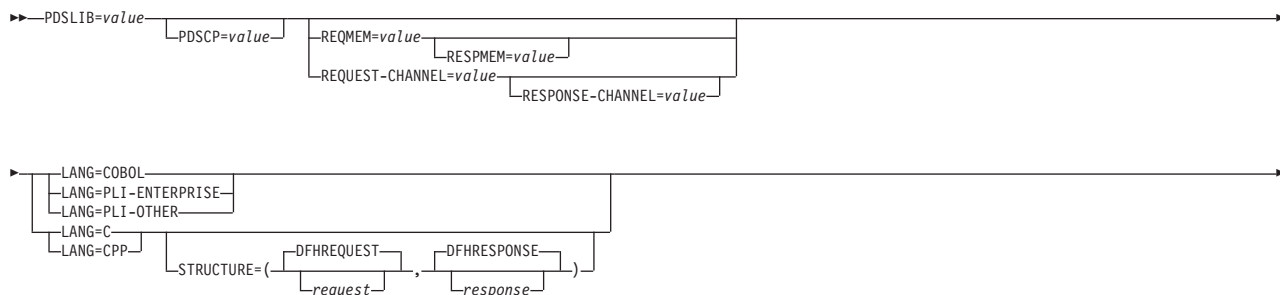 PDSLIB=value
PDSCP=value
REQMEM=value
RESPMEM=value
REQUEST-CHANNEL=value
RESPONSE-CHANNEL=value
LANG=COBOL
LANG=PLI-ENTERPRISE
LANG=PLI-OTHER
LANG=C
LANG=CPP
DFHREQUEST DFHRESPONSE
STRUCTURE=( , )
request response